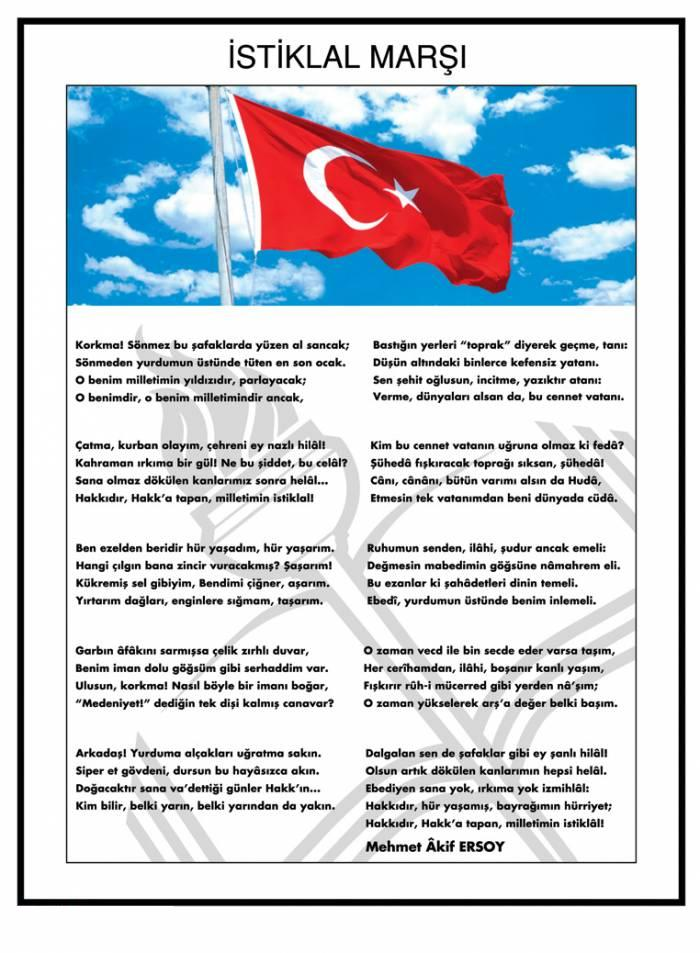 İSTİKLAL MARŞI
Korkma! Sönmez bu şafaklarda yüzen al sancak;
Sönmeden yurdumun üstünde tüten en son ocak.
O benim milletimin yıldızıdır, parlayacak;
O benimdir, o benim milletimindir ancak,
Çatma, kurban olayım, çehreni ey nazlı hilâl!
Kahraman ırkıma bir gül! Ne bu şiddet, bu celâl?
Sana olmaz dökülen kanlarımız sonra helâl...
Hakkıdır, Hakk'a tapan, milletimin istiklal!
Ben ezelden beridir hür yaşadım, hür yaşarım.
Hangi çılgın bana zincir vuracakmış? Şaşarım!
Kükremiş sel gibiyim, Bendimi çiğner, aşarım.
Yırtarım dağları, enginlere sığmam, taşarım.
Garbın âfâkını sarmışsa çelik zırhlı duvar,
Benim iman dolu göğsüm gibi serhaddim var.
Ulusun, korkma! Nasıl böyle bir imanı boğar,
“Medeniyet!” dediğin tek dişi kalmış canavar?
Arkadaş! Yurduma alçakları uğratma sakın.
Siper et gövdeni, dursun bu hayâsızca akın.
Doğacaktır sana va'dettiği günler Hakk'ın...
Kim bilir, belki yarın, belki yarından da yakın.
Bastığın yerleri “toprak” diyerek geçme, tanı:
Düşün altındaki binlerce kefensiz yatanı.
Sen şehit oğlusun, incitme, yazıktır atanı:
Verme, dünyaları alsan da, bu cennet vatanı.
Kim bu cennet vatanın uğruna olmaz ki fedâ?
Şühedâ fışkıracak toprağı sıksan, şühedâ!
Cânı, cânânı, bütün varımı alsın da Hudâ,
Etmesin tek vatanımdan beni dünyada cüdâ.
Ruhumun senden, ilâhi, şudur ancak emeli:
Değmesin mabedimin göğsüne nâmahrem eli.
Bu ezanlar ki şahâdetleri dinin temeli.
Ebedî, yurdumun üstünde benim inlemeli.
O zaman vecd ile bin secde eder varsa taşım,
Her cerîhamdan, ilâhi, boşanır kanlı yaşım,
Fışkırır rûh-i mücerred gibi yerden nâ'şım;
O zaman yükselerek arş'a değer belki başım.
Dalgalan sen de şafaklar gibi ey şanlı hilâl!
Olsun artık dökülen kanlarımın hepsi helâl.
Ebediyen sana yok, ırkıma yok izmihlâl:
Hakkıdır, hür yaşamış, bayrağımın hürriyet;
Hakkıdır, Hakk'a tapan, milletimin istiklâl!
Mehmet Âkif ERSOY